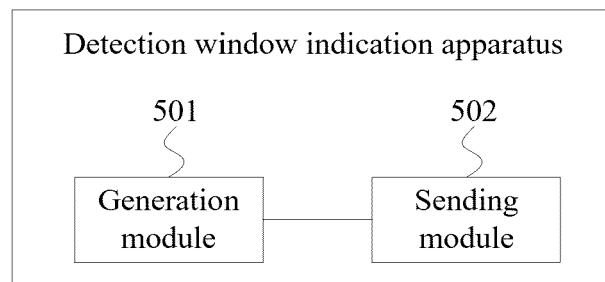 Detection window indication apparatus
501
502
Generation
module
Sending
module